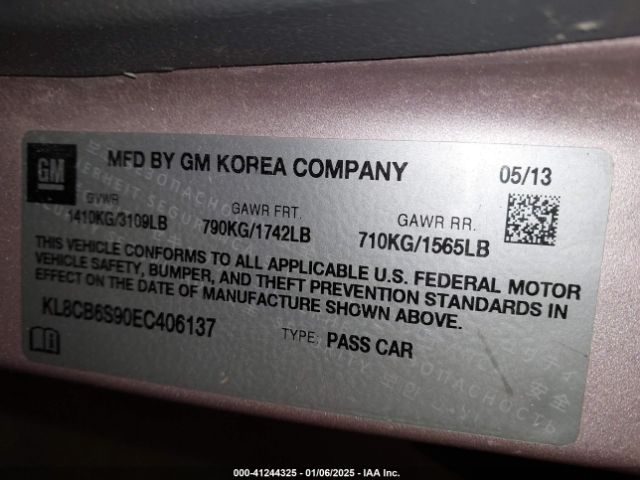 GM
MFD BY GM KOREA COMPANY 05/13
GVWR GAWR FRT. GAWR RR.
1410KG/3109LB 790KG/1742LB 710KG/1565LB
THIS VEHICLE CONFORMS TO ALL APPLICABLE U.S. FEDERAL MOTOR
VEHICLE SAFETY, BUMPER, AND THEFT PREVENTION STANDARDS IN
EFFECT ON THE DATE OF MANUFACTURE SHOWN ABOVE.
KL8CB6S90EC406137 TYPE: PASS CAR
000-41244325 - 01/06/2025 - IAA Inc.